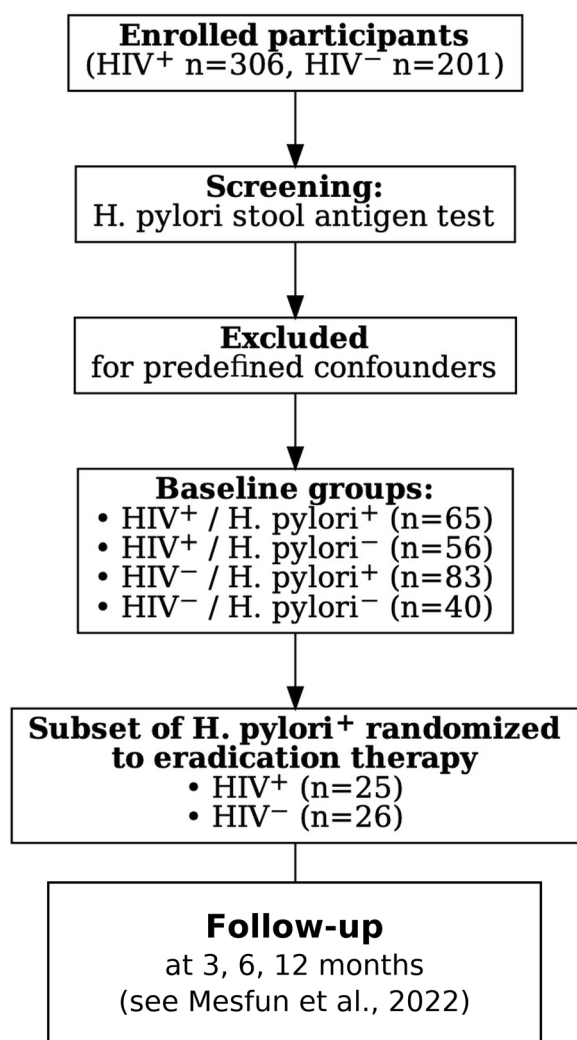 Enrolled participants
(HIV⁺ n=306, HIV⁻ n=201)
Screening:
H. pylori stool antigen test
Excluded
for predefined confounders
Baseline groups:
• HIV⁺ / H. pylori⁺ (n=65)
• HIV⁺ / H. pylori⁻ (n=56)
• HIV⁻ / H. pylori⁺ (n=83)
• HIV⁻ / H. pylori⁻ (n=40)
Subset of H. pylori⁺ randomized
to eradication therapy
• HIV⁺ (n=25)
• HIV⁻ (n=26)
Follow-up
at 3, 6, 12 months
(see Mesfun et al., 2022)